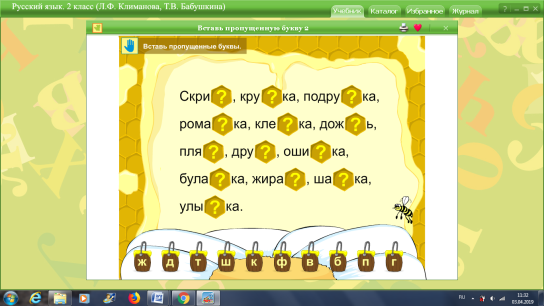 Русский язык. 2 класс (Л.Ф. Климанова, Т.В. Бабушкина)
Учебник Каталог Избранное Журнал
Вставь пропущенную букву 2
Вставь пропущенные буквы.
Скри?, кру?ка, подру?ка,
рома?ка, кле?ка, дож?ь,
пля?, дру?, оши?ка,
була?ка, жира?, ша?ка,
улы?ка.
ж д т ш к ф в б п г
RU 11:32
03.04.2019